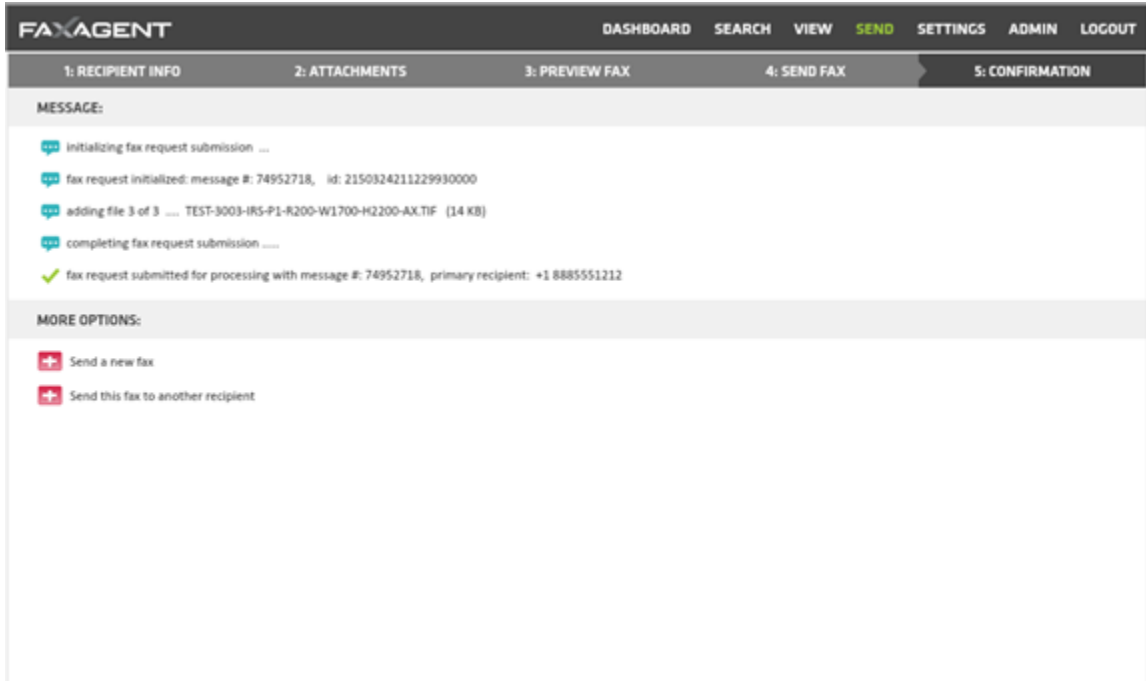 FAXAGENT
DASHBOARD SEARCH VIEW SEND SETTINGS ADMIN LOGOUT
1: RECIPIENT INFO 2: ATTACHMENTS 3: PREVIEW FAX 4: SEND FAX 5: CONFIRMATION
MESSAGE:
initializing fax request submission ...
fax request initialized: message #: 74952718, id: 2150324211229930000
adding file 3 of 3 .... TEST-3003-IRS-P1-R200-W1700-H2200-AX.TIF (14 KB)
completing fax request submission .....
fax request submitted for processing with message #: 74952718, primary recipient: +1 8885551212
MORE OPTIONS:
Send a new fax
Send this fax to another recipient